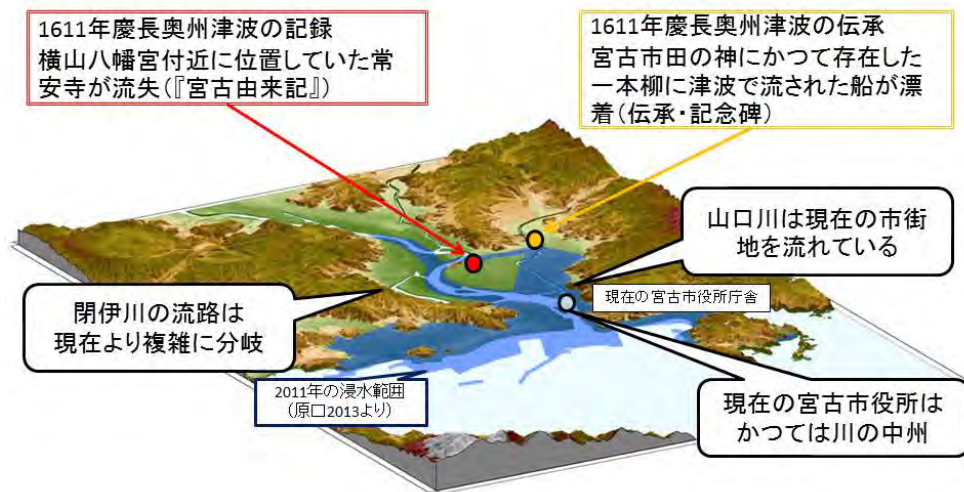 1611年慶長奥州津波の記録
横山八幡宮付近に位置していた常
安寺が流失(『宮古由来記』)
1611年慶長奥州津波の伝承
宮古市田の神にかつて存在した
一本柳に津波で流された船が漂
着(伝承・記念碑)
山口川は現在の市街
地を流れている
現在の宮古市役所庁舎
閉伊川の流路は
現在より複雑に分岐
2011年の浸水範囲
(原口2013より)
現在の宮古市役所は
かつては川の中州